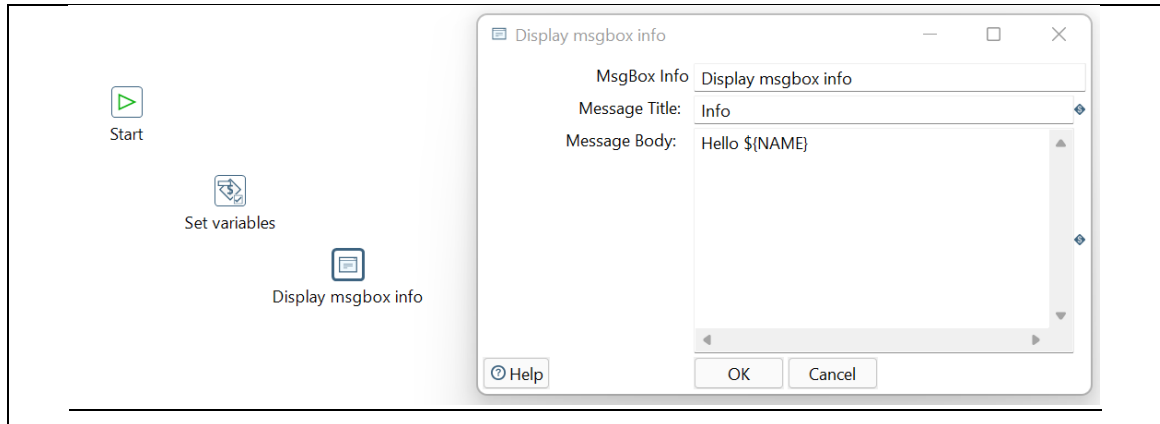 Start
Set variables
Display msgbox info
Display msgbox info
MsgBox Info Display msgbox info
Message Title: Info
Message Body: Hello ${NAME}
Help
OK
Cancel